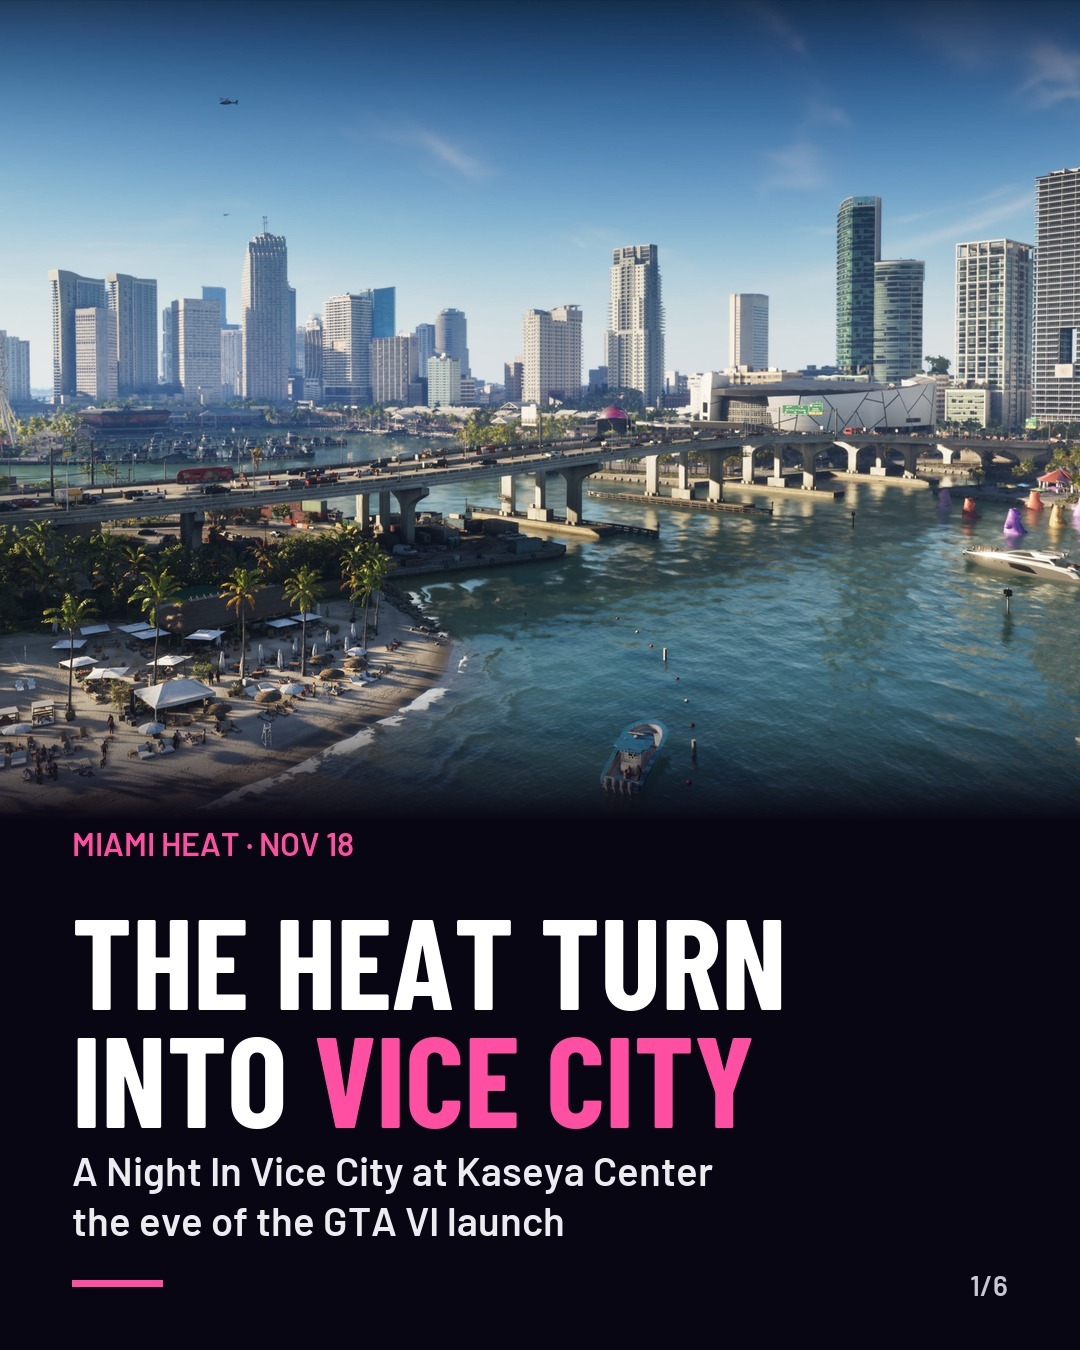 MIAMI HEAT · NOV 18
THE HEAT TURN
INTO VICE CITY
A Night In Vice City at Kaseya Center
the eve of the GTA VI launch
1/6